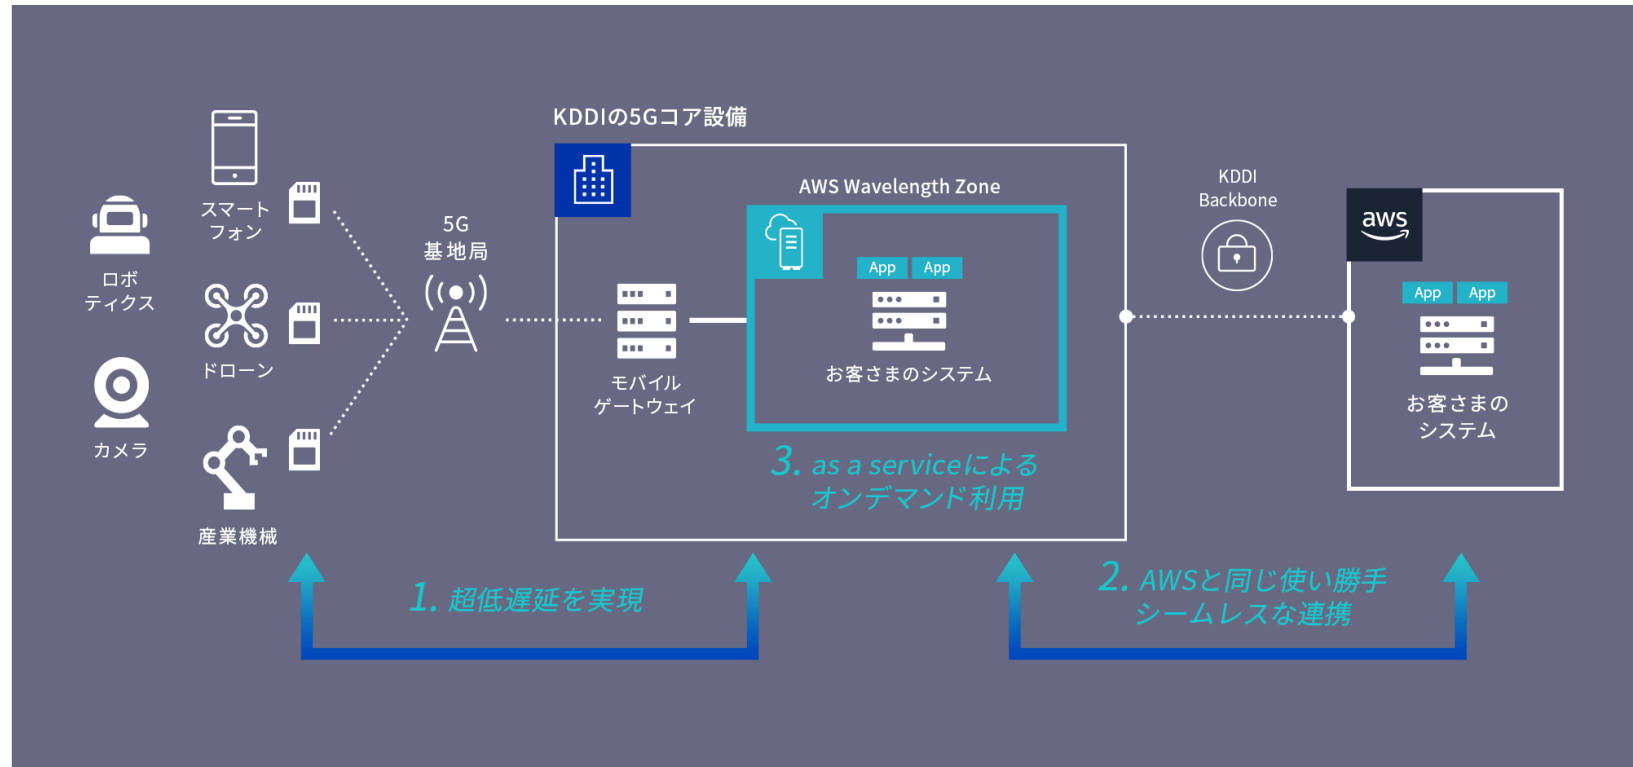 KDDIの5Gコア設備
スマート
フォン
ロボ
ティクス
ドローン
カメラ
産業機械
5G
基地局
モバイル
ゲートウェイ
AWS Wavelength Zone
App App
お客さまのシステム
3. as a serviceによる
オンデマンド利用
KDDI
Backbone
aws
App App
お客さまの
システム
1. 超低遅延を実現
2. AWSと同じ使い勝手
シームレスな連携